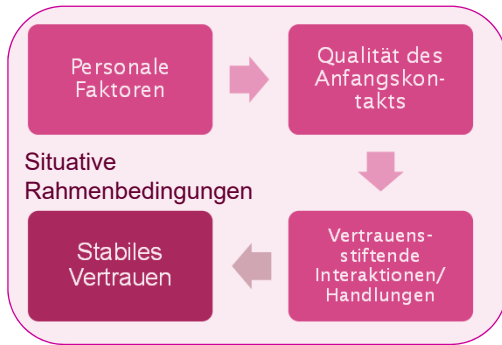 Personale
Faktoren
Qualität des
Anfangskon-
takts
Situative
Rahmenbedingungen
Stabiles
Vertrauen
Vertrauens-
stiftende
Interaktionen/
Handlungen